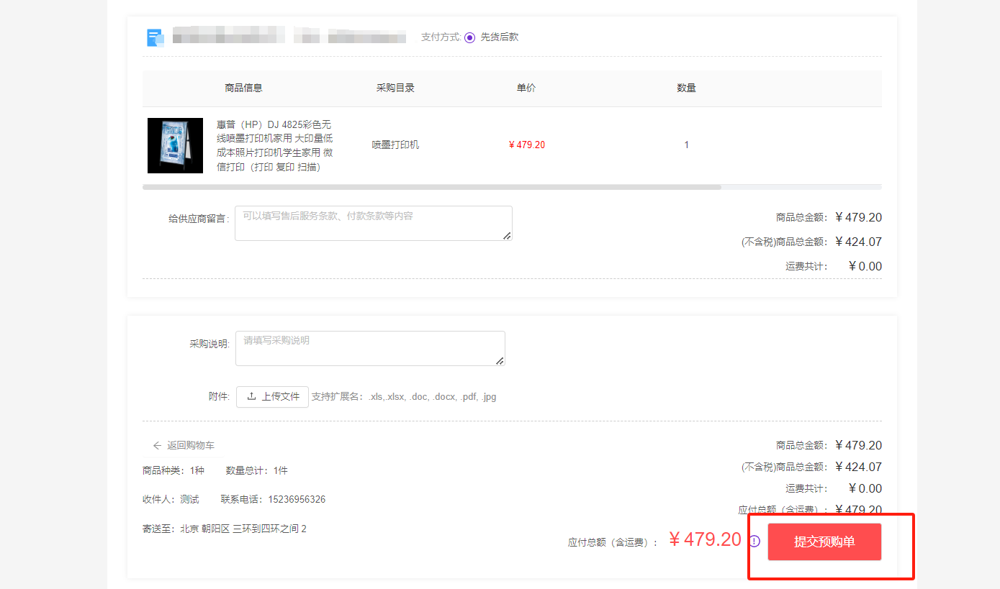 支付方式: 先货后款
商品信息 采购目录 单价 数量
惠普（HP）DJ 4825彩色无
线喷墨打印机家用 大印量低
成本照片打印机学生家用 微
信打印（打印 复印 扫描）
喷墨打印机
¥ 479.20
1
给供应商留言:
可以填写售后服务条款、付款条款等内容
商品总金额： ¥ 479.20
(不含税)商品总金额： ¥ 424.07
运费共计： ¥ 0.00
采购说明:
请填写采购说明
附件: 上传文件 支持扩展名：.xls,.xlsx, .doc, .docx, .pdf, .jpg
返回购物车
商品种类：1种 数量总计：1件
收件人：测试 联系电话：15236956326
寄送至：北京 朝阳区 三环到四环之间 2
商品总金额： ¥ 479.20
(不含税)商品总金额： ¥ 424.07
运费共计： ¥ 0.00
应付总额（含运费）： ¥ 479.20
应付总额（含运费）： ¥ 479.20
提交预购单